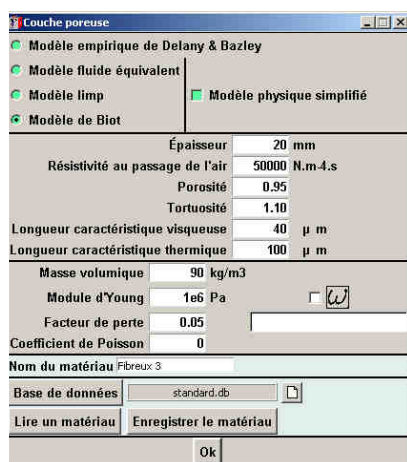 Couche poreuse
Modèle empirique de Delany & Bazley
Modèle fluide équivalent
Modèle limp
Modèle physique simplifié
Modèle de Biot
Épaisseur 20 mm
Résistivité au passage de l'air 50000 N.m-4.s
Porosité 0.95
Tortuosité 1.10
Longueur caractéristique visqueuse 40 µ m
Longueur caractéristique thermique 100 µ m
Masse volumique 90 kg/m3
Module d'Young 1e6 Pa ω
Facteur de perte 0.05
Coefficient de Poisson 0
Nom du matériau Fibreux 3
Base de données standard.db
Lire un matériau Enregistrer le matériau
Ok